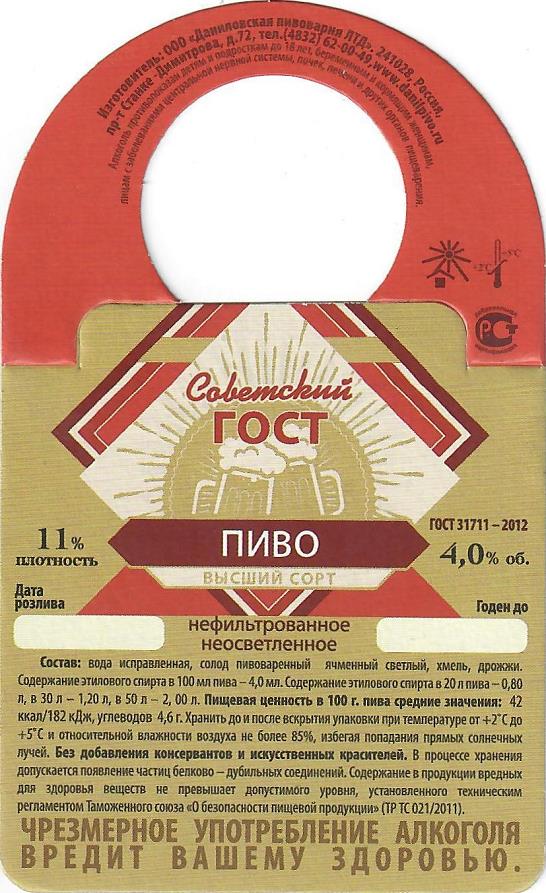 Изготовитель: ООО «Даниловская пивоварня ЛТД», 241028, Россия,
пр-т Станке -Димитрова, д.72, тел.(4832) 62-00-49;www.danilpivo.ru
Алкоголь противопоказан детям и подросткам до 18 лет, беременным и кормящим женщинам,
лицам с заболеваниями центральной нервной системы, почек, печени и других органов пищеварения.
+2°C +5°C
РСТ
Советский
ГОСТ
ГОСТ 31711 – 2012
11%
плотность
ПИВО
4,0% об.
ВЫСШИЙ СОРТ
Дата
розлива
Годен до
нефильтрованное
неосветленное
Состав: вода исправленная, солод пивоваренный ячменный светлый, хмель, дрожжи.
Содержание этилового спирта в 100 мл пива – 4,0 мл. Содержание этилового спирта в 20 л пива – 0,80
л, в 30 л – 1,20 л, в 50 л – 2, 00 л. Пищевая ценность в 100 г. пива средние значения: 42
ккал/182 кДж, углеводов 4,6 г. Хранить до и после вскрытия упаковки при температуре от +2˚С до
+5˚С и относительной влажности воздуха не более 85%, избегая попадания прямых солнечных
лучей. Без добавления консервантов и искусственных красителей. В процессе хранения
допускается появление частиц белково – дубильных соединений. Содержание в продукции вредных
для здоровья веществ не превышает допустимого уровня, установленного техническим
регламентом Таможенного союза «О безопасности пищевой продукции» (ТР ТС 021/2011).
ЧРЕЗМЕРНОЕ УПОТРЕБЛЕНИЕ АЛКОГОЛЯ
ВРЕДИТ ВАШЕМУ ЗДОРОВЬЮ.